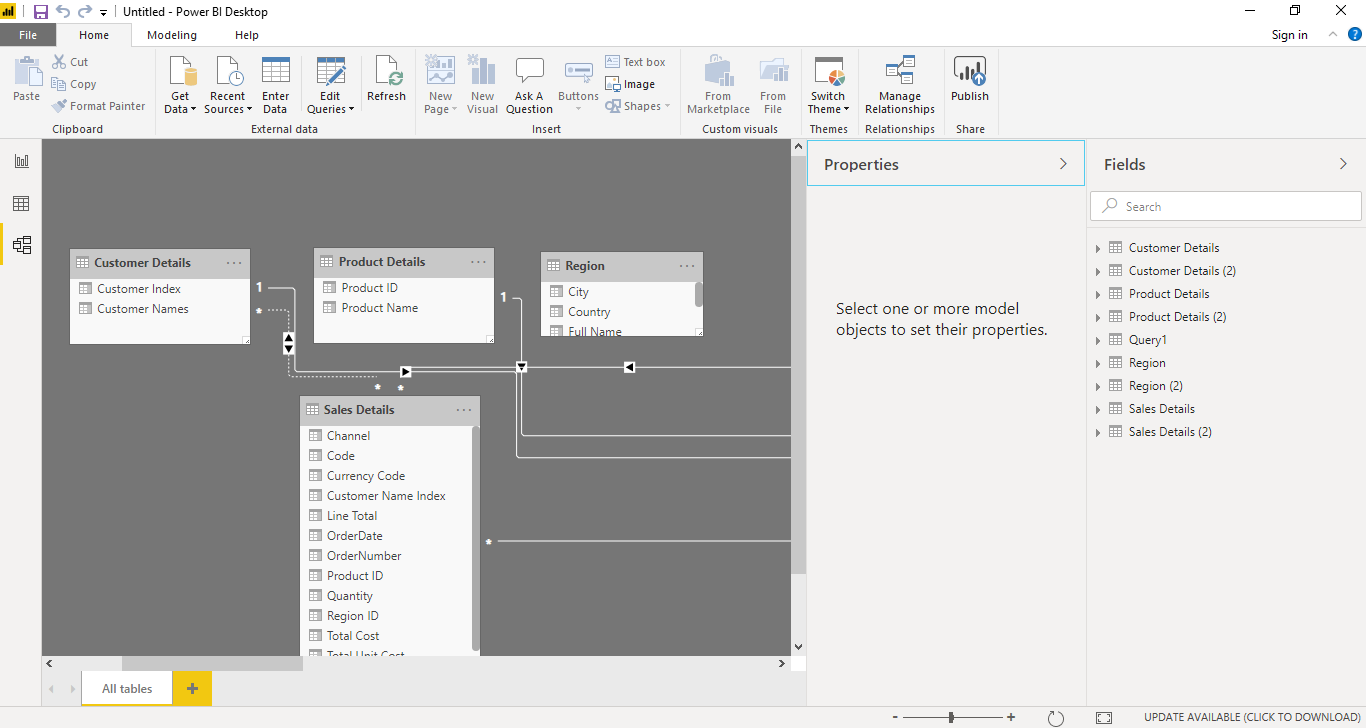 Untitled - Power BI Desktop
File Home Modeling Help Sign in ?
Paste
Cut
Copy
Format Painter
Clipboard
Get Data
Recent Sources
Enter Data
Edit Queries
Refresh
External data
New Page
New Visual
Ask A Question
Buttons
Text box
Image
Shapes
Insert
From Marketplace
From File
Custom visuals
Switch Theme
Themes
Manage Relationships
Relationships
Publish
Share
Customer Details ...
Customer Index
Customer Names
1
*
Product Details ...
Product ID
Product Name
1
Region ...
City
Country
Full Name
* *
Sales Details ...
Channel
Code
Currency Code
Customer Name Index
Line Total
OrderDate
OrderNumber
Product ID
Quantity
Region ID
Total Cost
Total Unit Cost
*
Properties
Select one or more model
objects to set their properties.
Fields
Search
Customer Details
Customer Details (2)
Product Details
Product Details (2)
Query1
Region
Region (2)
Sales Details
Sales Details (2)
All tables +
- +
UPDATE AVAILABLE (CLICK TO DOWNLOAD)